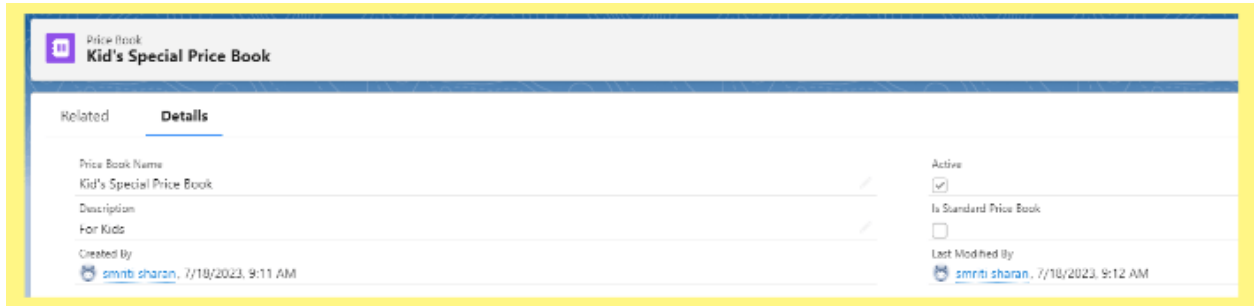 Price Book
Kid's Special Price Book
Related Details
Price Book Name
Kid's Special Price Book
Active
Description
For Kids
Is Standard Price Book
Created By
smriti sharan, 7/18/2023, 9:11 AM
Last Modified By
smriti sharan, 7/18/2023, 9:12 AM